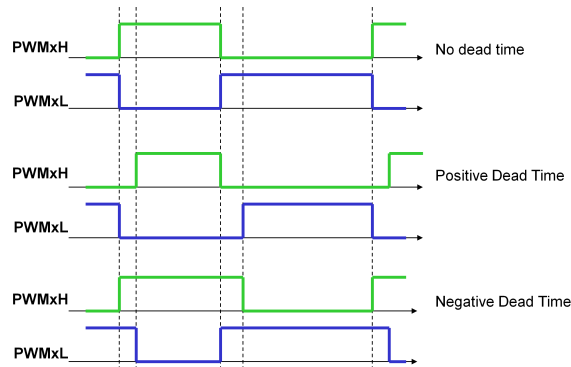 PWMxH
No dead time
PWMxL
PWMxH
Positive Dead Time
PWMxL
PWMxH
Negative Dead Time
PWMxL